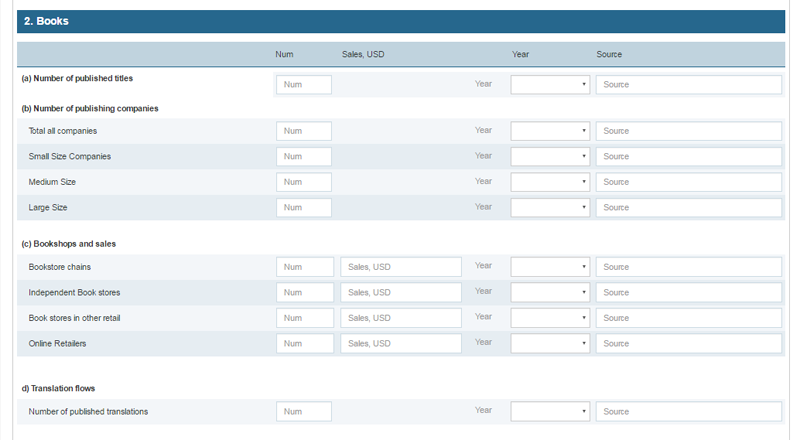 2. Books
Num Sales, USD Year Source
(a) Number of published titles Num Year Source
(b) Number of publishing companies
Total all companies Num Year Source
Small Size Companies Num Year Source
Medium Size Num Year Source
Large Size Num Year Source
(c) Bookshops and sales
Bookstore chains Num Sales, USD Year Source
Independent Book stores Num Sales, USD Year Source
Book stores in other retail Num Sales, USD Year Source
Online Retailers Num Sales, USD Year Source
d) Translation flows
Number of published translations Num Year Source